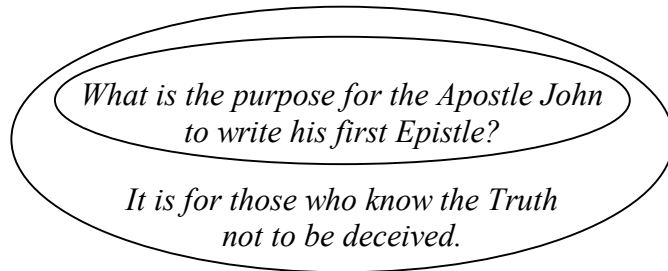 What is the purpose for the Apostle John
to write his first Epistle?
It is for those who know the Truth
not to be deceived.